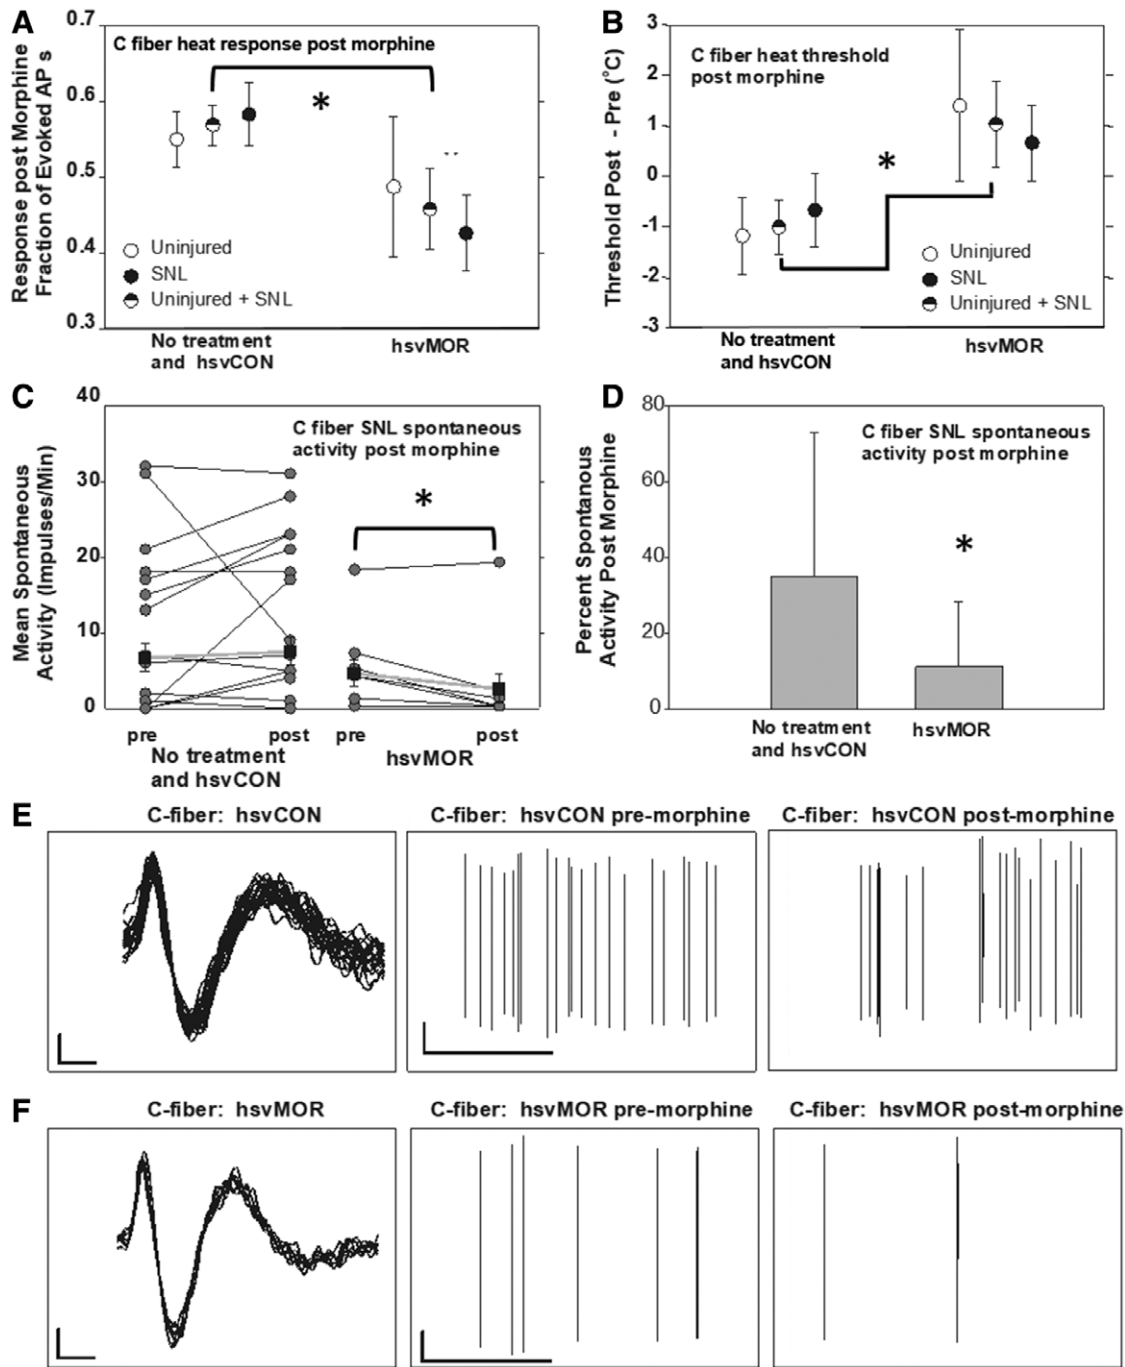 A
0.7
0.6
0.5
0.4
0.3
Response post Morphine
Fraction of Evoked AP s
C fiber heat response post morphine
*
Uninjured
SNL
Uninjured + SNL
No treatment
and hsvCON
hsvMOR
B
3
2
1
0
-1
-2
-3
Threshold Post - Pre (°C)
C fiber heat threshold
post morphine
*
Uninjured
SNL
Uninjured + SNL
No treatment
and hsvCON
hsvMOR
C
40
30
20
10
0
Mean Spontaneous
Activity (Impulses/Min)
C fiber SNL spontaneous
activity post morphine
*
pre
post
pre
post
No treatment
and hsvCON
hsvMOR
D
80
60
40
20
0
Percent Spontanous
Activity Post Morphine
C fiber SNL spontaneous
activity post morphine
*
No treatment
and hsvCON
hsvMOR
E
C-fiber: hsvCON
C-fiber: hsvCON pre-morphine
C-fiber: hsvCON post-morphine
F
C-fiber: hsvMOR
C-fiber: hsvMOR pre-morphine
C-fiber: hsvMOR post-morphine